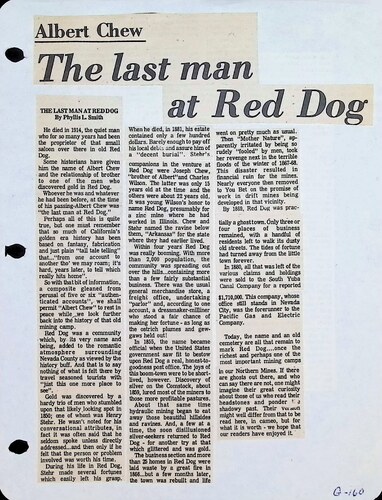 Albert Chew
The last man
at Red Dog
THE LAST MAN AT RED DOG
By Phyllis L. Smith
He died in 1914, the quiet man
who for so many years had been
the proprietor of that small
saloon over there in old Red
Dog.
Some historians have given
him the name of Albert Chew
and the relationship of brother
to one of the men who
discovered gold in Red Dog.
Whoever he was and whatever
he had been before, at the time
of his passing-Albert Chew was
"the last man at Red Dog."
Perhaps all of this is quite
true, but one must remember
that so much of California's
golden era history has been
based on fantasy, fabrication
and just plain "tall tale telling"
that..."from one account to
another the' we may roam; it's
hard, years later, to tell which
really hits home".
So with that bit of information, a
composite gleaned from
perusal of five or six "authen-
ticated accounts", we shall
permit "Albert Chew" to rest in
peace while we look further
back into the history of that old
mining camp.
Red Dog was a community
which, by its very name and
being, added to the romantic
atmosphere surrounding
Nevada County as viewed by the
history buff. And that is to say
nothing of what is felt there by
travel seasoned tourists with
"just this one more place to
see".
Gold was discovered by a
hardy trio of men who stumbled
upon that likely looking spot in
1850; one of whom was Henry
Stehr. He wasn't noted for
conversational attributes, in
fact it was often said that he
seldom spoke unless directly
addressed...and then only if he
felt that the person or problem
involved was worth his time.
During his life in Red Dog,
Stehr made several fortunes
which easily left his grasp.
When he died, in 1881, his estate
contained only a few hundred
dollars. Barely enough to pay off
his local debts and assure him of
a "decent burial". Stehr's
companions in the venture at
Red Dog were Joseph Chew,
"brother of Albert" and Charles
Wilson. The latter was only 15
years old at the time and the
others were about 25 years old.
It was young Wilson's honor to
name Red Dog, presumably for
a zinc mine where he had
worked in Illinois. Chew and
Stehr named the ravine below
them, "Arkansas" for the state
where they had earlier lived.
Within four years Red Dog
was really booming. With more
than 2,000 population, the
community was spreading out
over the hills...containing more
than a few fairly substantial
business. There was the usual
general merchandise store, a
freight office, "undertaking
parlor" and, according to one
account, a dressmaker-milliner
who stood a fair chance of
making her fortune - as long as
the ostrich plumes and gew-
gaws held out!
In 1863, the name became
official when the United States
government saw fit to bestow
upon Red Dog a real, honest-to-
goodness post office. The joys of
this boom-town were to be short-
lived, however. Discovery of
silver on the Comstock, about
1859, lured most of the miners to
those more profitable pastures.
About that same time
hydraulic mining began to eat
away those beautiful hillsides
and ravines. And, a few at a
time, the soon disillusioned
silver-seekers returned to Red
Dog - for another try at that
which glittered and was gold.
The business section and more
than 20 homes in Red Dog were
laid waste by a great fire in
1866...but a few months later,
the town was rebuilt and life
went on pretty much as usual.
Then "Mother Nature", ap-
parently irritated by being so
rudely "fooled" by men, took
her revenge next in the terrible
floods of the winter of 1867-68.
This disaster resulted in
financial ruin for the mines.
Nearly everyone then removed
to You Bet on the promise of
work in drift mines being
developed in that vicinity.
By 1869, Red Dog was prac-
tically a ghost town. Only three or
four places of business
remained, with a handful of
residents left to walk its dusty
old streets. The tides of fortune
had turned away from the little
town forever.
In 1880, all that was left of the
various claims and holdings
were sold to the South Yuba
Canal Company for a reported
$1,750,000. This company, whose
office still stands in Nevada
City, was the forerunner to the
Pacific Gas and Electric
Company.
Today, the name and an old
cemetery are all that remain to
mark Red Dog....once the
richest and perhaps one of the
most important mining camps
in our Northern Mines. If there
are ghosts out there, and who
can say there are not, one might
imagine their great curiosity
about those of us who read their
headstones and ponder
shadowy past. Their
might well differ from that to be
read here, in cameo, but for
what it is worth - we hope that
our readers have enjoyed it.
G-160